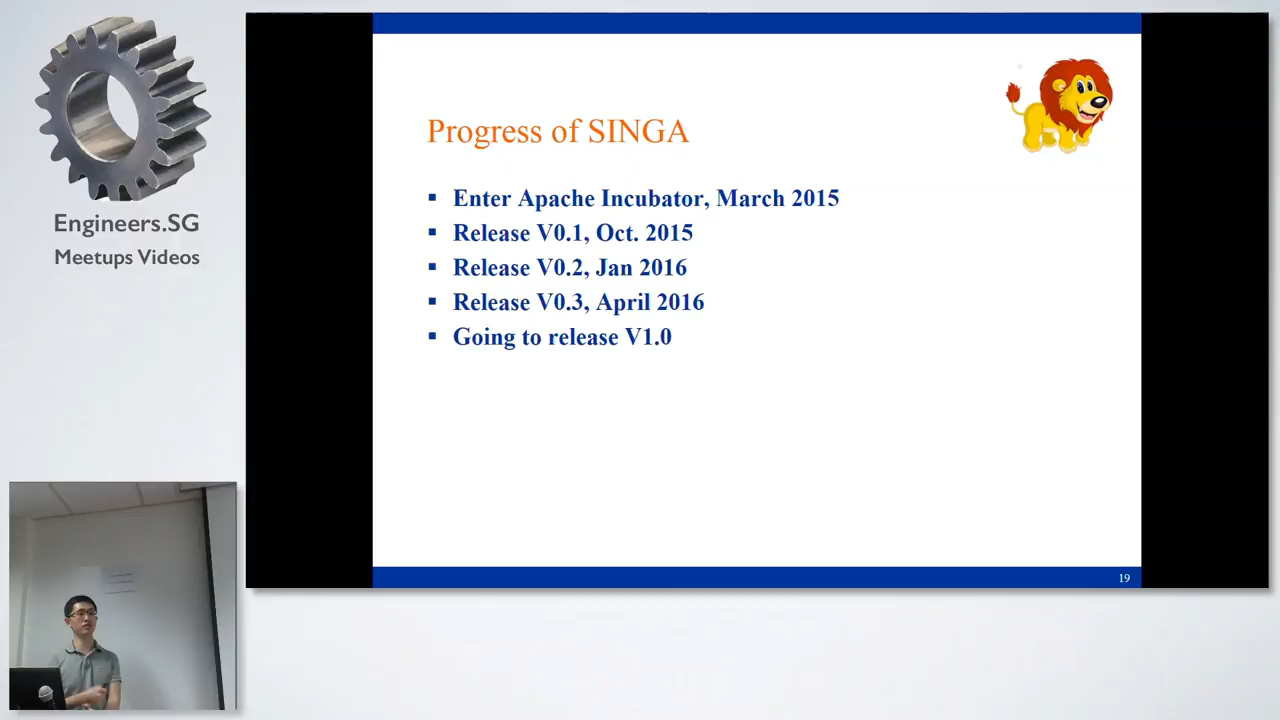 Engineers.SG
Meetups Videos
Progress of SINGA
▪ Enter Apache Incubator, March 2015
▪ Release V0.1, Oct. 2015
▪ Release V0.2, Jan 2016
▪ Release V0.3, April 2016
▪ Going to release V1.0
19